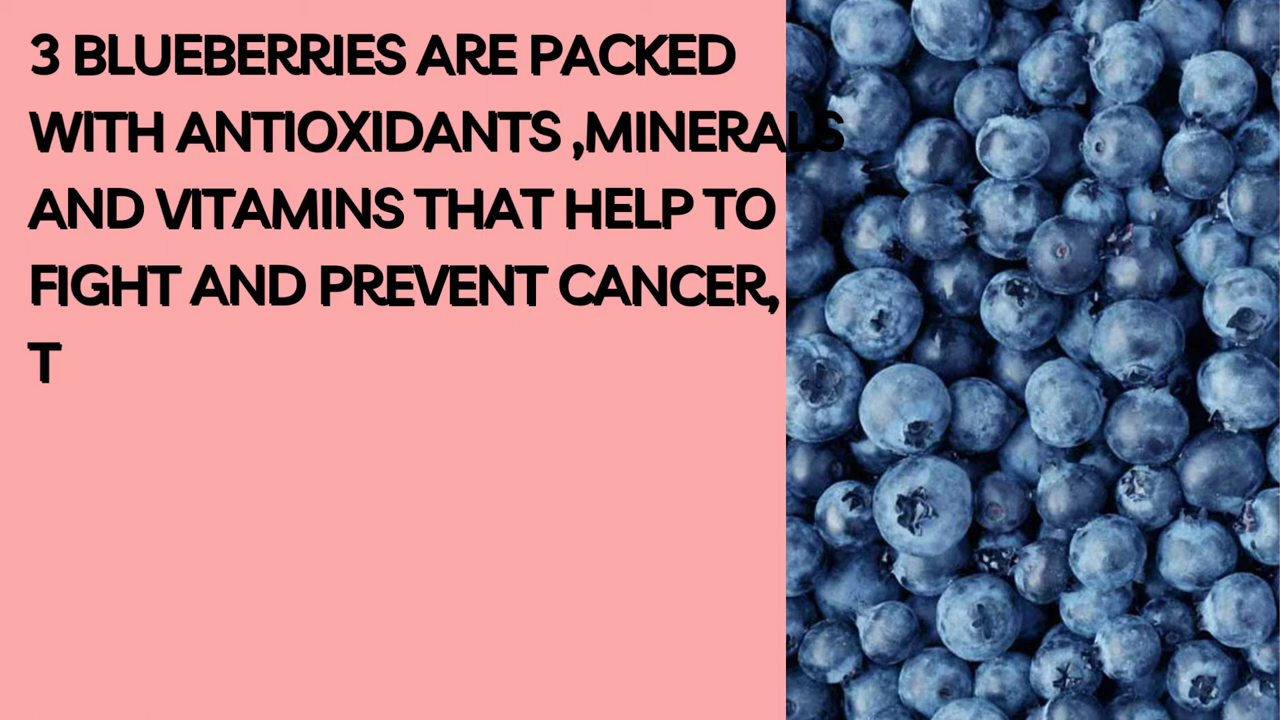 3 BLUEBERRIES ARE PACKED
WITH ANTIOXIDANTS ,MINERALS
AND VITAMINS THAT HELP TO
FIGHT AND PREVENT CANCER,
T